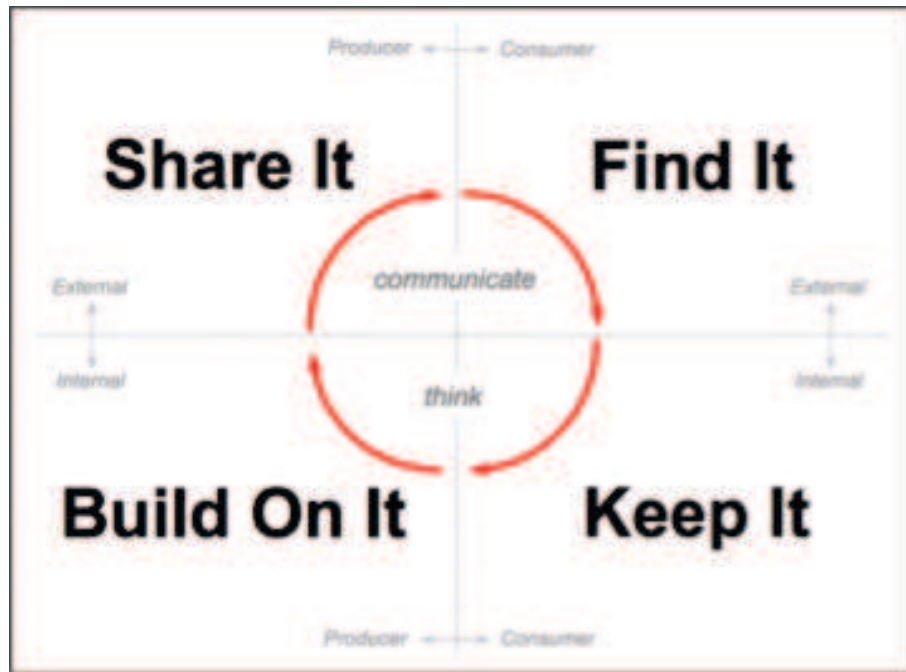 Producer Consumer
Share It Find It
communicate
External External
Internal Internal
think
Build On It Keep It
Producer Consumer